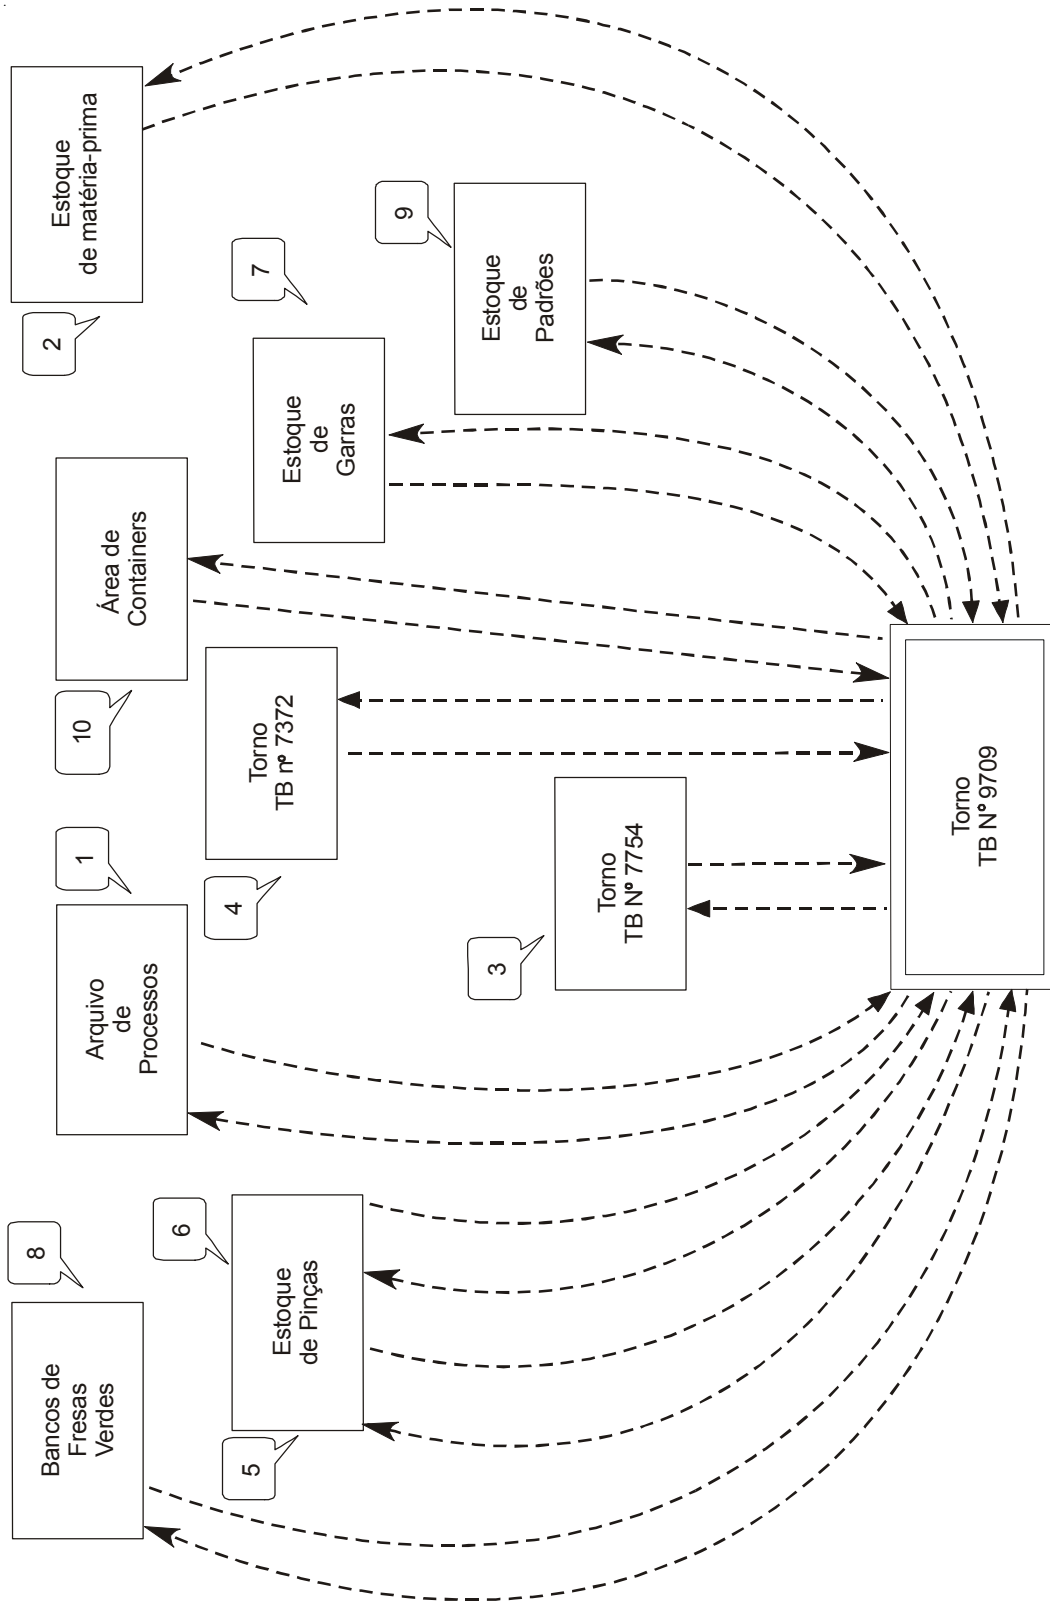 Bancos de
Fresas
Verdes
8
Estoque
de Pinças
5
6
Arquivo
de
Processos
1
Torno
TB nº 7372
4
Área de
Containers
10
Torno
TB Nº 7754
3
Estoque
de
Garras
7
Estoque
de matéria-prima
2
Estoque
de
Padrões
9
Torno
TB Nº 9709